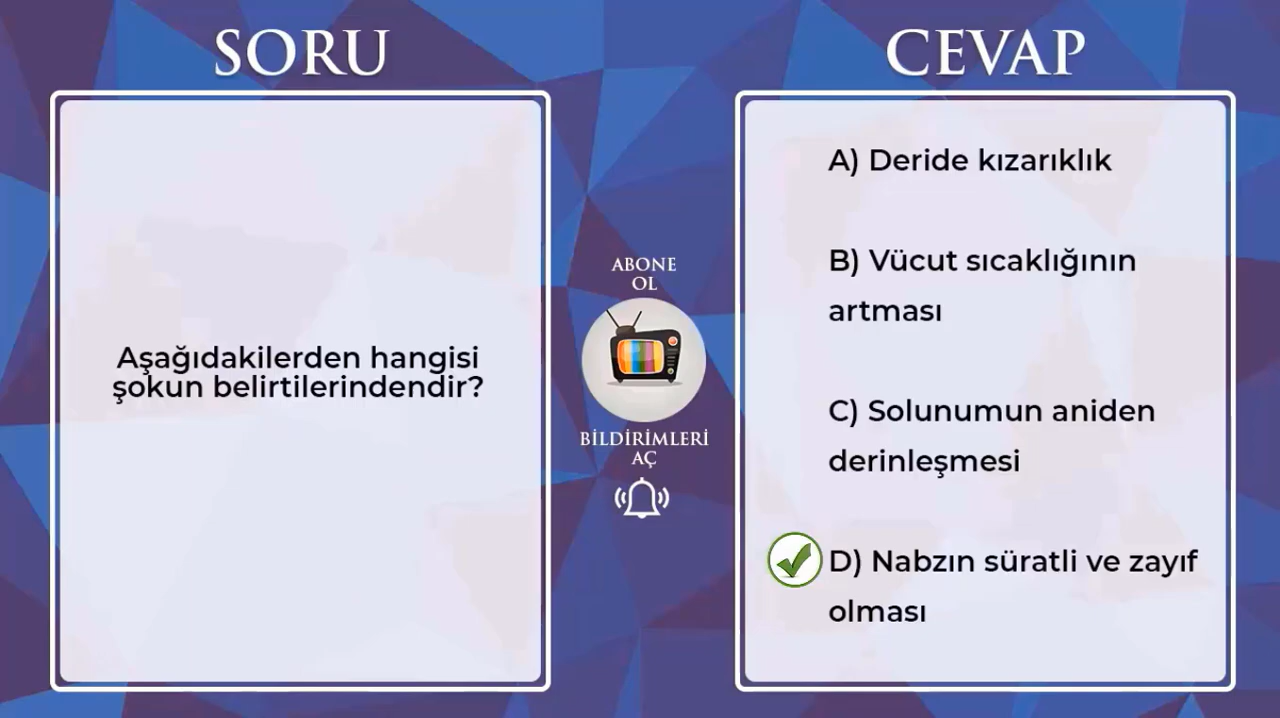 SORU
Aşağıdakilerden hangisi
şokun belirtilerindendir?
ABONE
OL
BİLDİRİMLERİ
AÇ
CEVAP
A) Deride kızarıklık
B) Vücut sıcaklığının
artması
C) Solunumun aniden
derinleşmesi
D) Nabzın süratli ve zayıf
olması